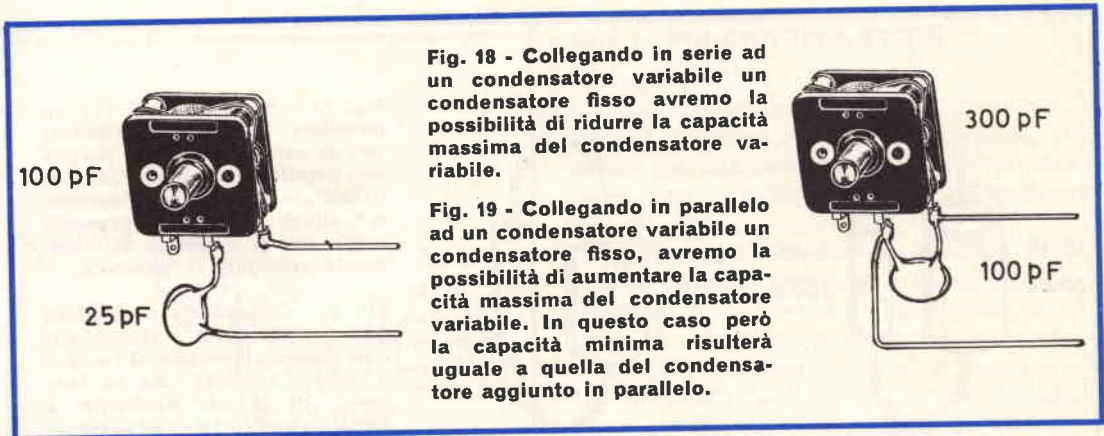 100 pF
25 pF
Fig. 18 - Collegando in serie ad
un condensatore variabile un
condensatore fisso avremo la
possibilità di ridurre la capacità
massima del condensatore va-
riabile.
Fig. 19 - Collegando in parallelo
ad un condensatore variabile un
condensatore fisso, avremo la
possibilità di aumentare la capa-
cità massima del condensatore
variabile. In questo caso però
la capacità minima risulterà
uguale a quella del condensa-
tore aggiunto in parallelo.
300 pF
100 pF